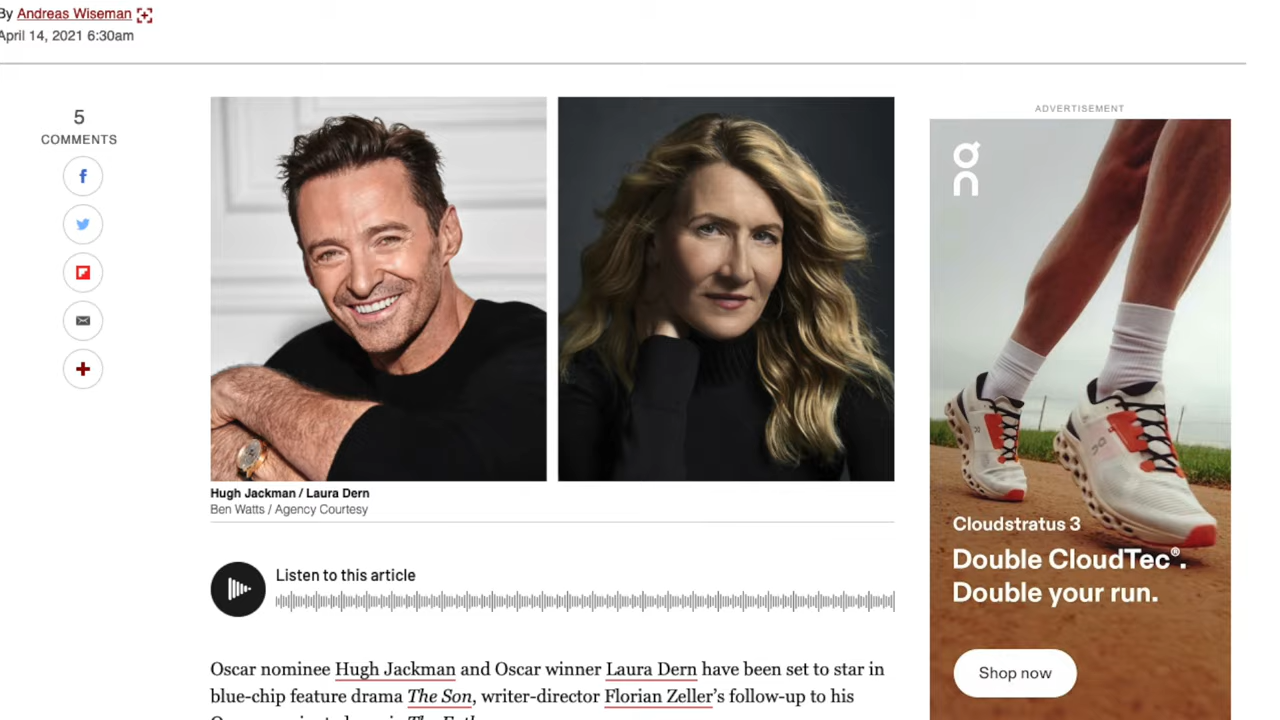 By Andreas Wiseman
April 14, 2021 6:30am
5
COMMENTS
ADVERTISEMENT
Hugh Jackman / Laura Dern
Ben Watts / Agency Courtesy
Listen to this article
Cloudstratus 3
Double CloudTec®.
Double your run.
Shop now
Oscar nominee Hugh Jackman and Oscar winner Laura Dern have been set to star in
blue-chip feature drama The Son, writer-director Florian Zeller’s follow-up to his